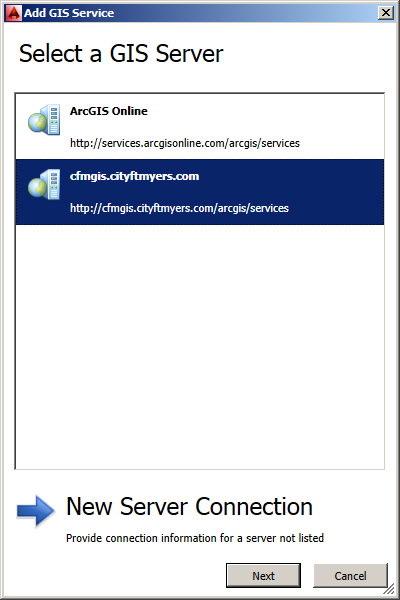 Add GIS Service
Select a GIS Server
ArcGIS Online
http://services.arcgisonline.com/arcgis/services
cfmgis.cityftmyers.com
http://cfmgis.cityftmyers.com/arcgis/services
New Server Connection
Provide connection information for a server not listed
Next
Cancel